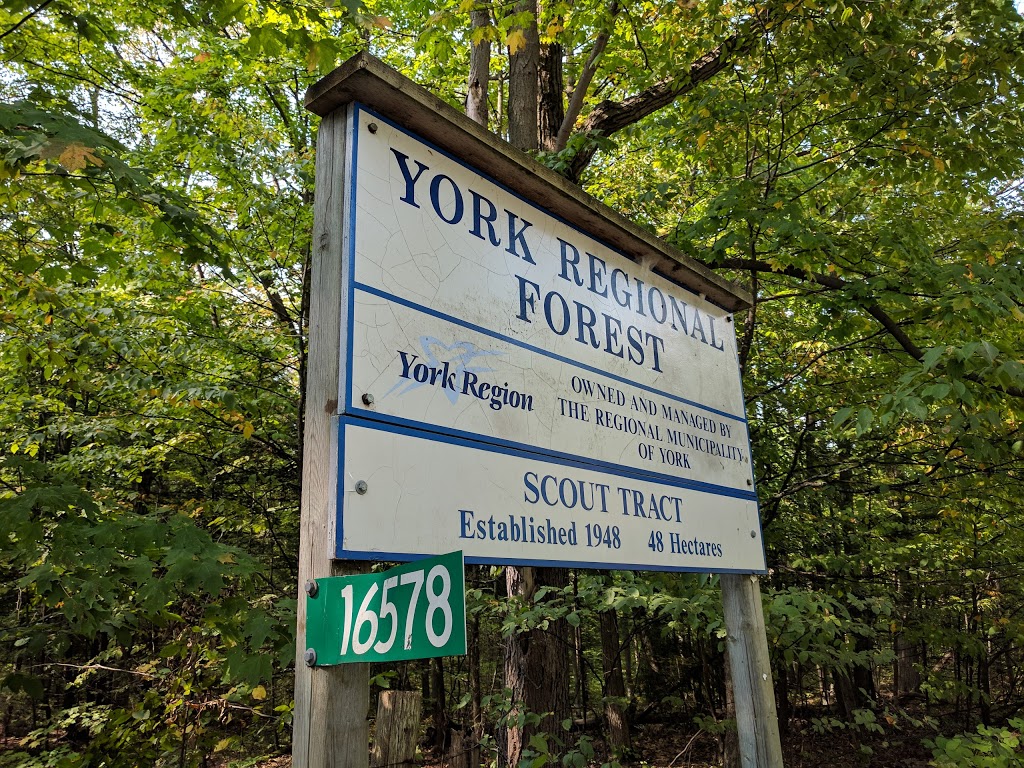 YORK REGIONAL
FOREST
York Region
OWNED AND MANAGED BY
THE REGIONAL MUNICIPALITY
OF YORK
SCOUT TRACT
Established 1948 48 Hectares
16578